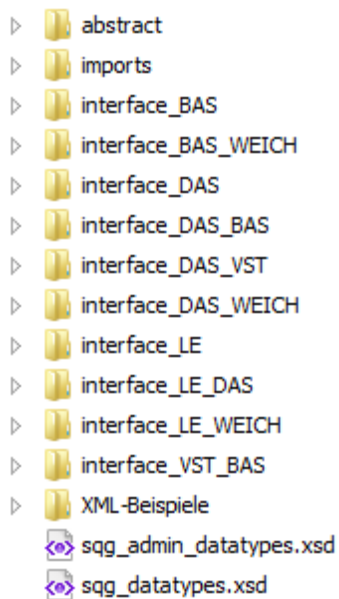 abstract
imports
interface_BAS
interface_BAS_WEICH
interface_DAS
interface_DAS_BAS
interface_DAS_VST
interface_DAS_WEICH
interface_LE
interface_LE_DAS
interface_LE_WEICH
interface_VST_BAS
XML-Beispiele
sqg_admin_datatypes.xsd
sqg_datatypes.xsd